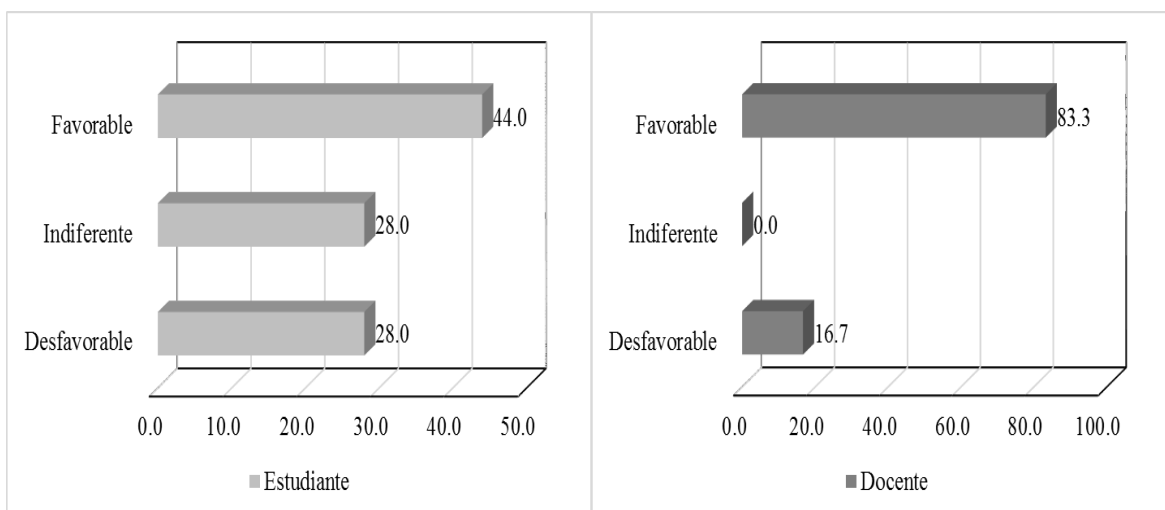 Favorable
44.0
Indiferente
28.0
Desfavorable
28.0
0.0 10.0 20.0 30.0 40.0 50.0
Estudiante
Favorable
83.3
Indiferente
0.0
Desfavorable
16.7
0.0 20.0 40.0 60.0 80.0 100.0
Docente